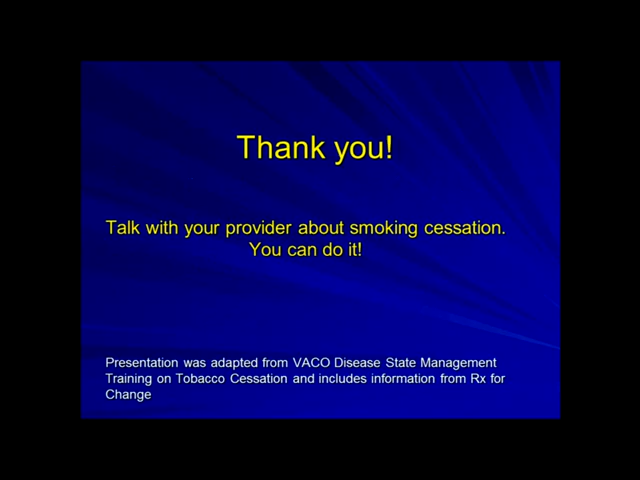 Thank you!
Talk with your provider about smoking cessation.
You can do it!
Presentation was adapted from VACO Disease State Management
Training on Tobacco Cessation and includes information from Rx for
Change